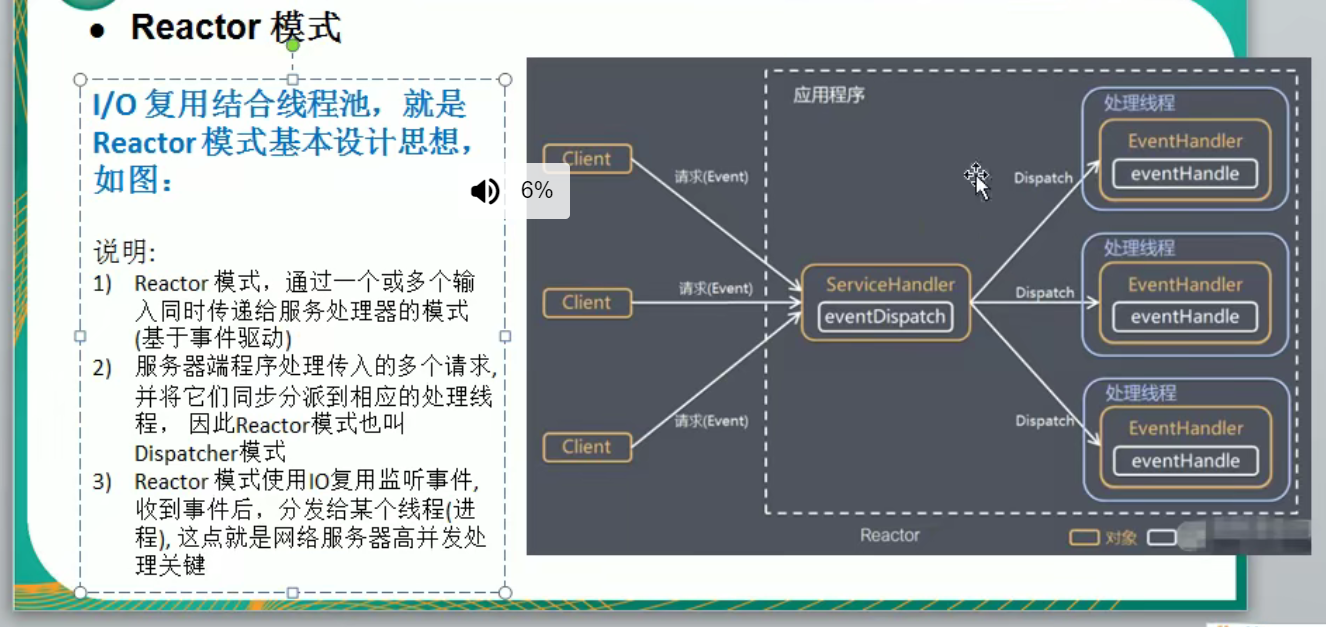 ● Reactor 模式
I/O 复用结合线程池，就是
Reactor 模式基本设计思想，
如图：
说明:
1) Reactor 模式，通过一个或多个输
入同时传递给服务处理器的模式
(基于事件驱动)
2) 服务器端程序处理传入的多个请求,
并将它们同步分派到相应的处理线
程， 因此Reactor模式也叫
Dispatcher模式
3) Reactor 模式使用IO复用监听事件,
收到事件后，分发给某个线程(进
程), 这点就是网络服务器高并发处
理关键
6%
应用程序
Client
请求(Event)
Client
请求(Event)
Client
请求(Event)
ServiceHandler
eventDispatch
Dispatch
处理线程
EventHandler
eventHandle
Dispatch
处理线程
EventHandler
eventHandle
Dispatch
处理线程
EventHandler
eventHandle
Reactor
对象